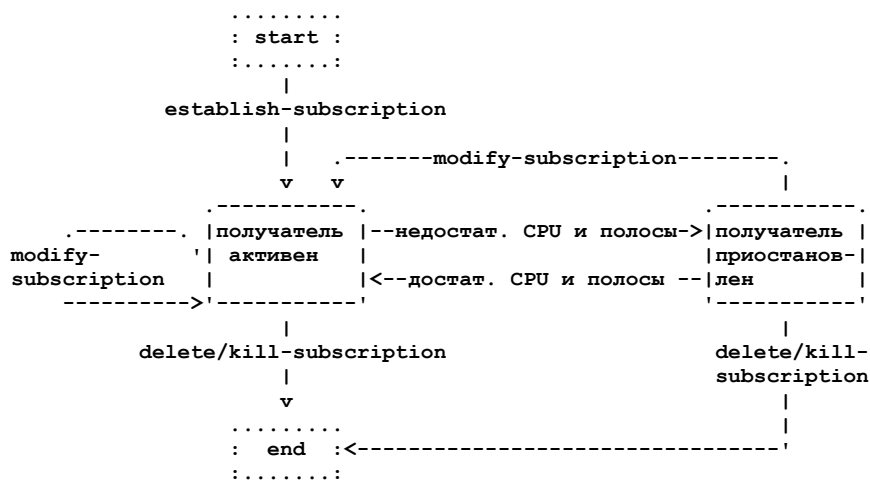 : start :
establish-subscription
.-------modify-subscription--------.
.--------. |получатель |--недостат. CPU и полосы->|получатель |
modify- '| активен | |приостанов-|
subscription | |<--достат. CPU и полосы --|лен |
delete/kill-subscription delete/kill-
subscription
: end :<---------------------------------'